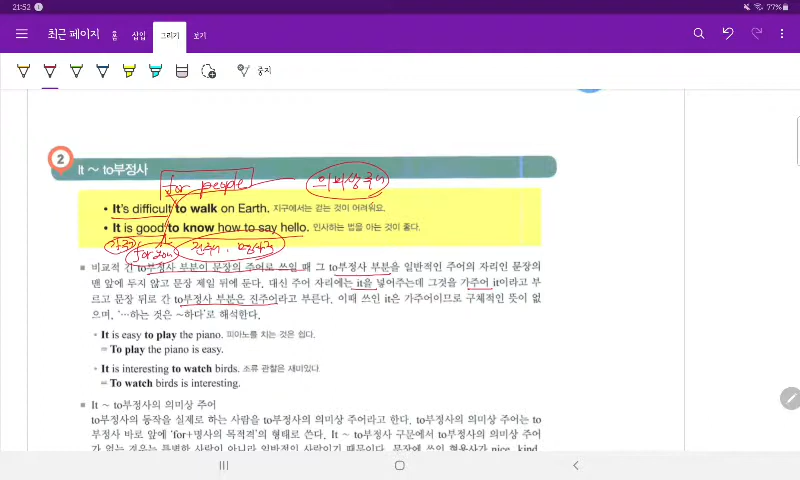 21:52
77%
최근 페이지 홈 삽입 그리기 보기
중지
2
It ~ to부정사
for people
의미상 주어
• It's difficult to walk on Earth. 지구에서는 걷는 것이 어려워요.
• It is good to know how to say hello. 인사하는 법을 아는 것이 좋다.
for you
■ 비교적 긴 to부정사 부분이 문장의 주어로 쓰일 때 그 to부정사 부분을 일반적인 주어의 자리인 문장의
맨 앞에 두지 않고 문장 제일 뒤에 둔다. 대신 주어 자리에는 it을 넣어주는데 그것을 가주어 it이라고 부
르고 문장 뒤로 간 to부정사 부분은 진주어라고 부른다. 이때 쓰인 it은 가주어이므로 구체적인 뜻이 없
으며, '…하는 것은 ~하다'로 해석한다.
• It is easy to play the piano. 피아노를 치는 것은 쉽다.
= To play the piano is easy.
• It is interesting to watch birds. 조류 관찰은 재미있다.
= To watch birds is interesting.
■ It ~ to부정사의 의미상 주어
to부정사의 동작을 실제로 하는 사람을 to부정사의 의미상 주어라고 한다. to부정사의 의미상 주어는 to
부정사 바로 앞에 'for+명사의 목적격'의 형태로 쓴다. It ~ to부정사 구문에서 to부정사의 의미상 주어
가 없는 경우는 특별한 사람이 아니라 일반적인 사람이기 때문이다. 문장에 쓰인 형용사가 nice, kind,